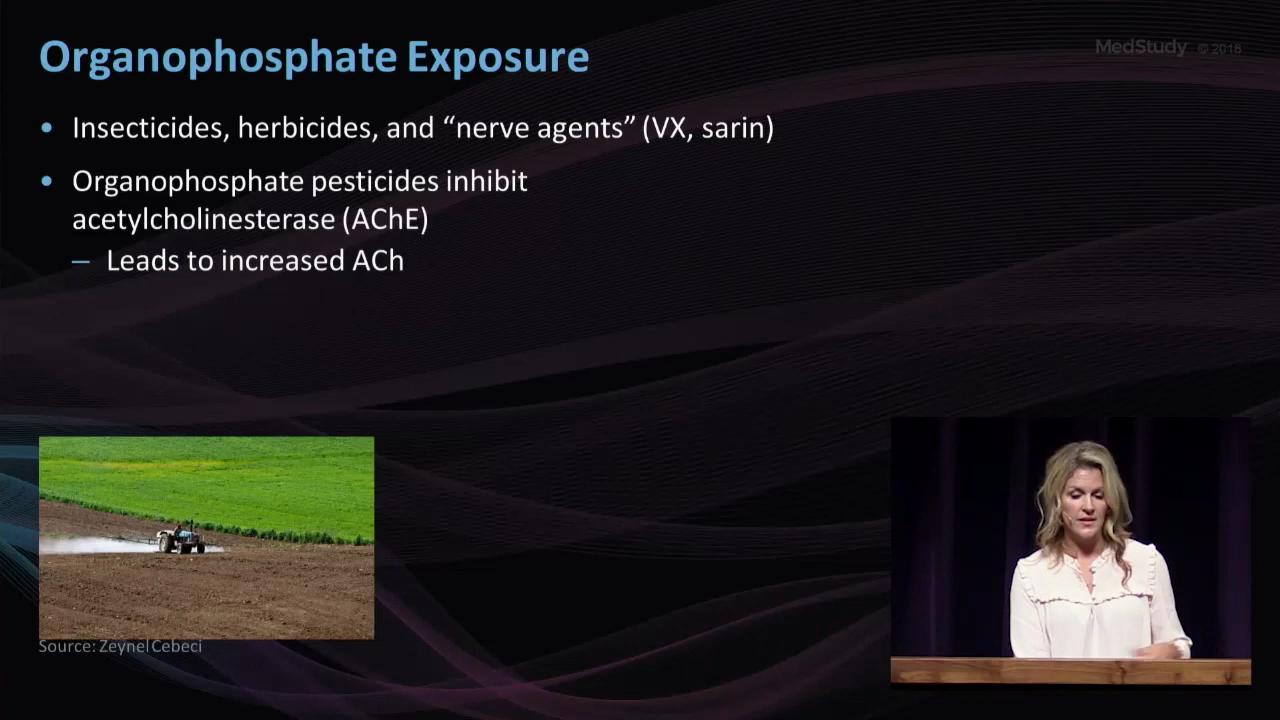 Organophosphate Exposure
MedStudy © 2018
• Insecticides, herbicides, and “nerve agents” (VX, sarin)
• Organophosphate pesticides inhibit
acetylcholinesterase (AChE)
– Leads to increased ACh
Source: Zeynel Cebeci